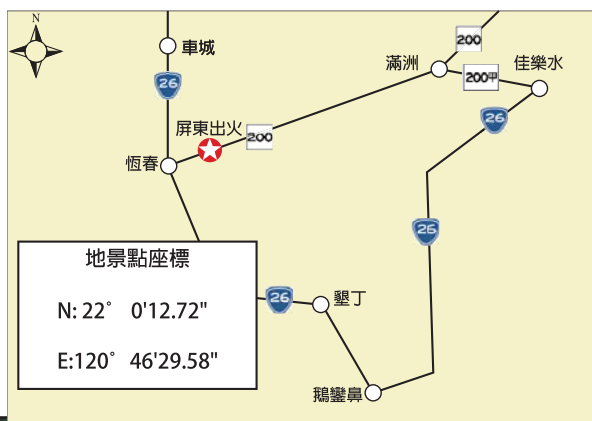 N
200
車城
滿洲
佳樂水
26
200甲
屏東出火
200
26
恆春
26
地景點座標
N: 22° 0'12.72"
E:120° 46'29.58"
26
墾丁
鵝鑾鼻